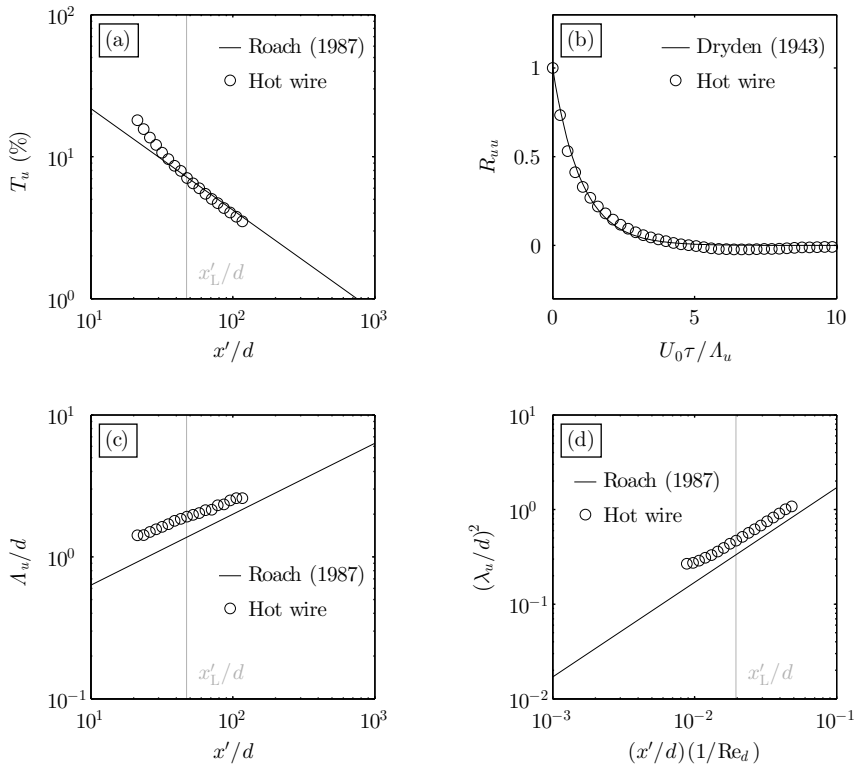 (a)
Roach (1987)
Hot wire
T_u (%)
10^2
10^1
10^0
x′_L/d
10^1
10^2
10^3
x′/d
(b)
Dryden (1943)
Hot wire
R_uu
1
0.5
0
0
5
10
U_0τ/Λ_u
(c)
Roach (1987)
Hot wire
Λ_u/d
10^1
10^0
10^−1
x′_L/d
10^1
10^2
10^3
x′/d
(d)
Roach (1987)
Hot wire
(λ_u/d)^2
10^1
10^0
10^−1
10^−2
x′_L/d
10^−3
10^−2
10^−1
(x′/d)(1/Re_d)